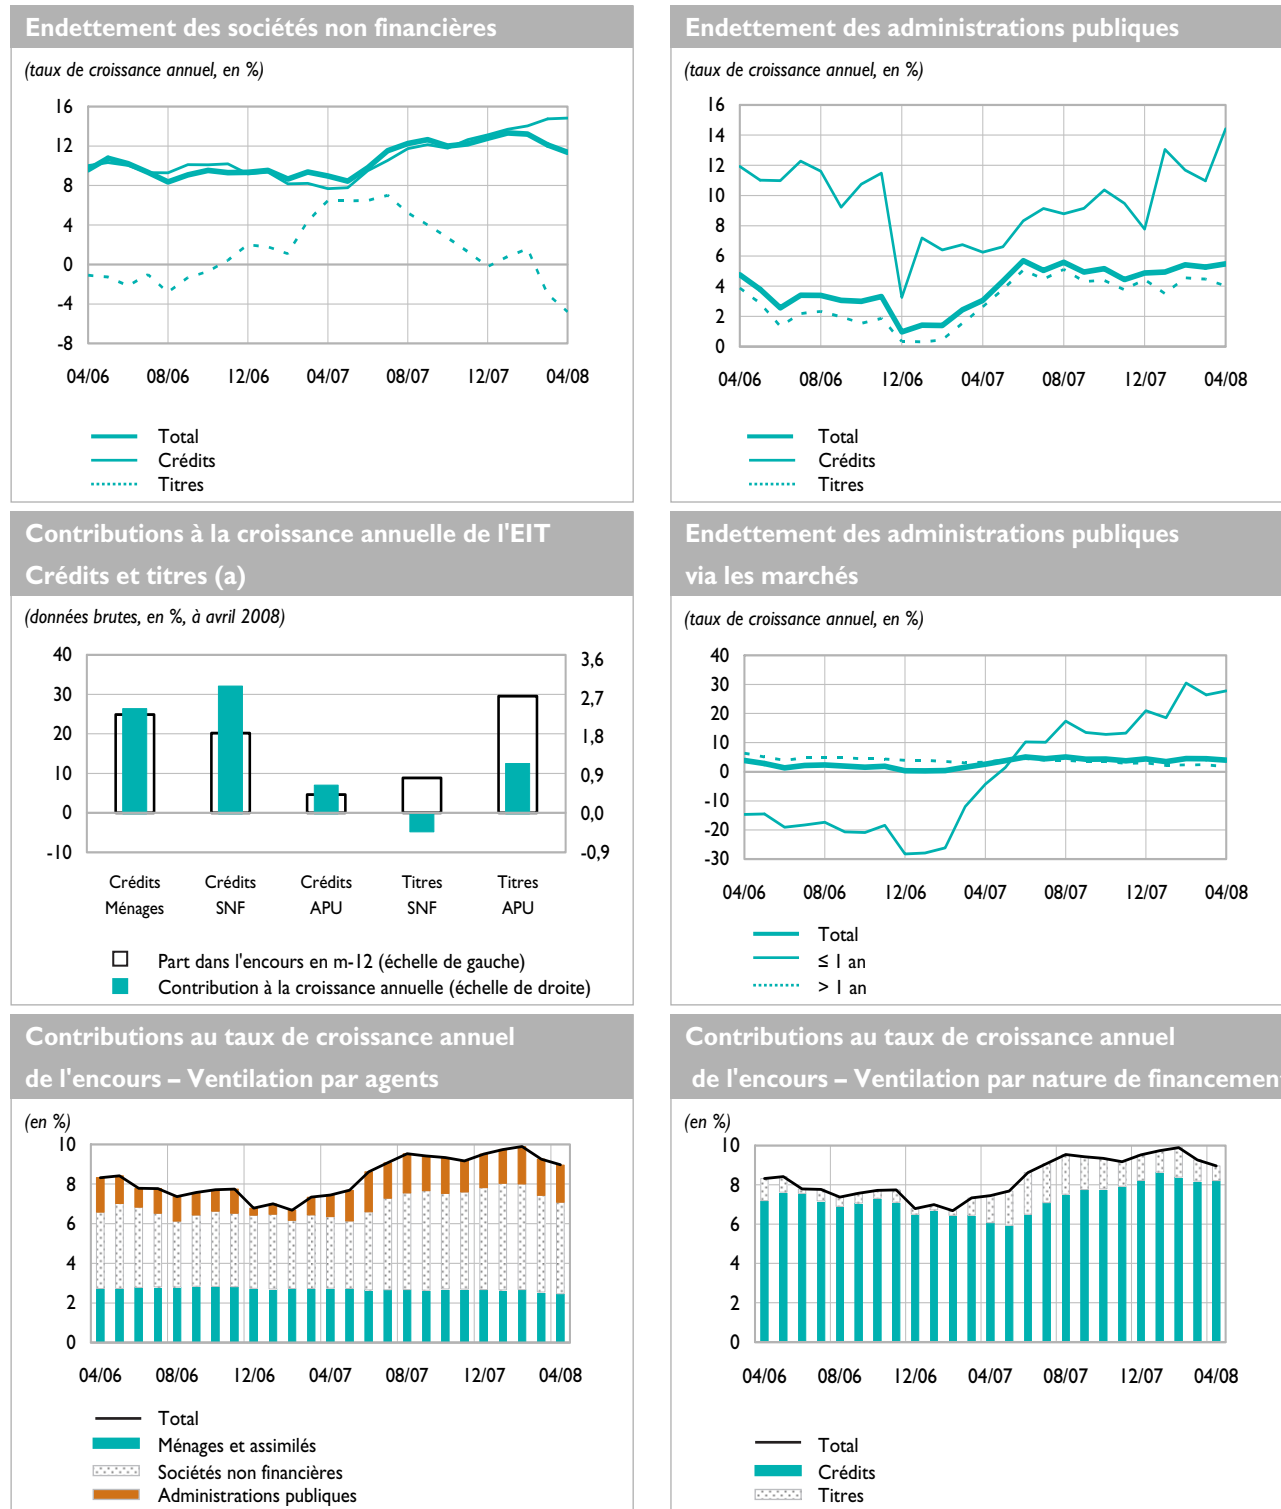 Endettement des sociétés non financières
(taux de croissance annuel, en %)
16
12
8
4
0
-4
-8
04/06 08/06 12/06 04/07 08/07 12/07 04/08
Total
Crédits
Titres
Endettement des administrations publiques
(taux de croissance annuel, en %)
16
14
12
10
8
6
4
2
0
04/06 08/06 12/06 04/07 08/07 12/07 04/08
Total
Crédits
Titres
Contributions à la croissance annuelle de l'EIT
Crédits et titres (a)
(données brutes, en %, à avril 2008)
40
30
20
10
0
-10
3,6
2,7
1,8
0,9
0,0
-0,9
Crédits Crédits Crédits Titres Titres
Ménages SNF APU SNF APU
Part dans l'encours en m-12 (échelle de gauche)
Contribution à la croissance annuelle (échelle de droite)
Endettement des administrations publiques
via les marchés
(taux de croissance annuel, en %)
40
30
20
10
0
-10
-20
-30
04/06 08/06 12/06 04/07 08/07 12/07 04/08
Total
≤ 1 an
> 1 an
Contributions au taux de croissance annuel
de l'encours – Ventilation par agents
(en %)
10
8
6
4
2
0
04/06 08/06 12/06 04/07 08/07 12/07 04/08
Total
Ménages et assimilés
Sociétés non financières
Administrations publiques
Contributions au taux de croissance annuel
de l'encours – Ventilation par nature de financemen
(en %)
10
8
6
4
2
0
04/06 08/06 12/06 04/07 08/07 12/07 04/08
Total
Crédits
Titres